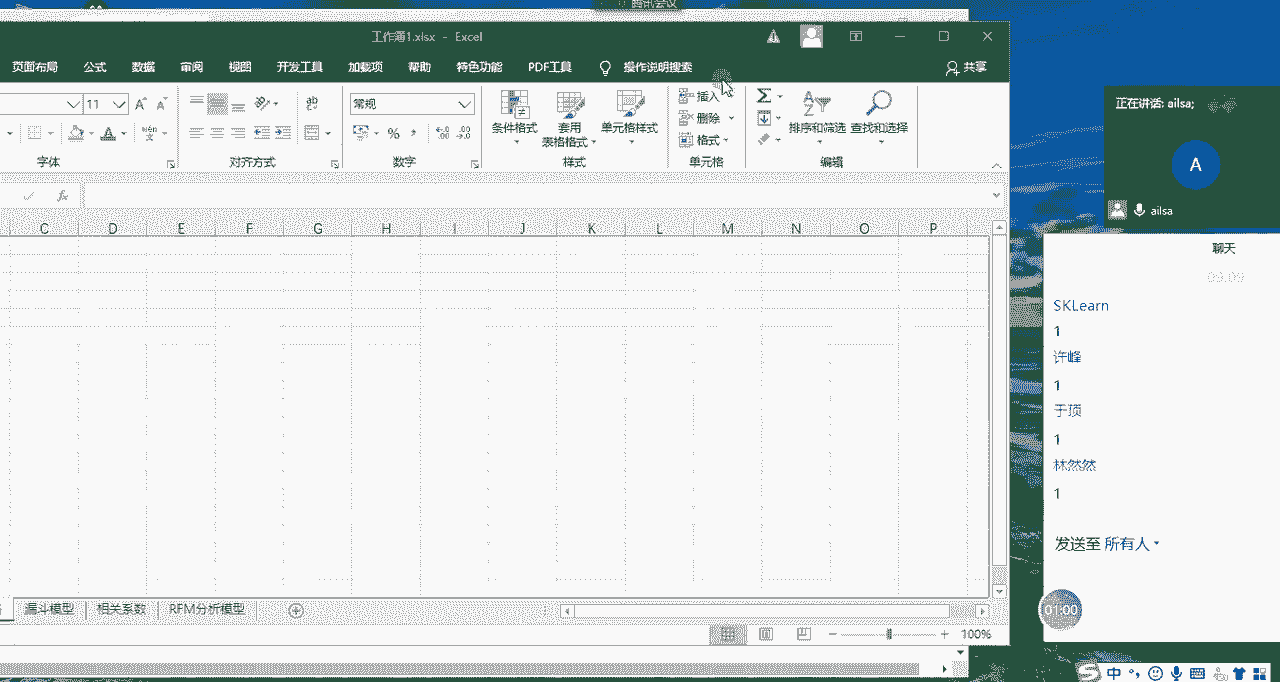 腾讯会议
工作簿1.xlsx - Excel
页面布局 公式 数据 审阅 视图 开发工具 加载项 帮助 特色功能 PDF工具 操作说明搜索 共享
11 常规
插入
删除
格式
条件格式 套用
表格格式 单元格样式
排序和筛选 查找和选择
字体 对齐方式 数字 样式 单元格 编辑
fx
C D E F G H I J K L M N O P
漏斗模型 相关系数 RFM分析模型
100%
正在讲话: ailsa;
A
ailsa
聊天
09:09
SKLearn
1
许峰
1
于顶
1
林然然
1
发送至 所有人
01:00
中